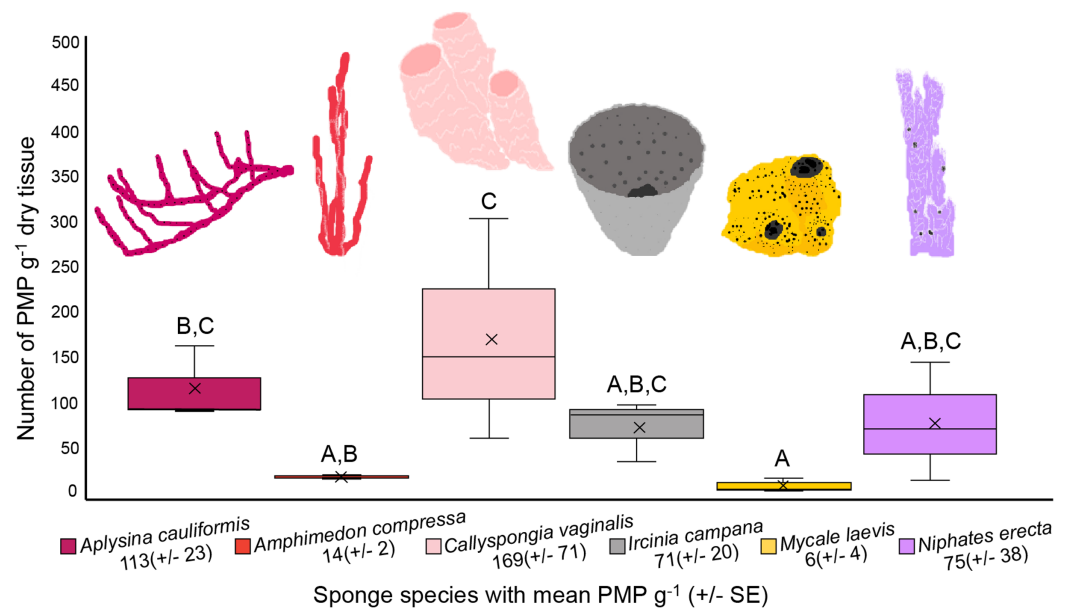 Number of PMP g⁻¹ dry tissue
500
450
400
350
300
250
200
150
100
50
0
B,C
A,B
C
A,B,C
A
A,B,C
Aplysina cauliformis
113(+/- 23)
Amphimedon compressa
14(+/- 2)
Callyspongia vaginalis
169(+/- 71)
Ircinia campana
71(+/- 20)
Mycale laevis
6(+/- 4)
Niphates erecta
75(+/- 38)
Sponge species with mean PMP g⁻¹ (+/- SE)